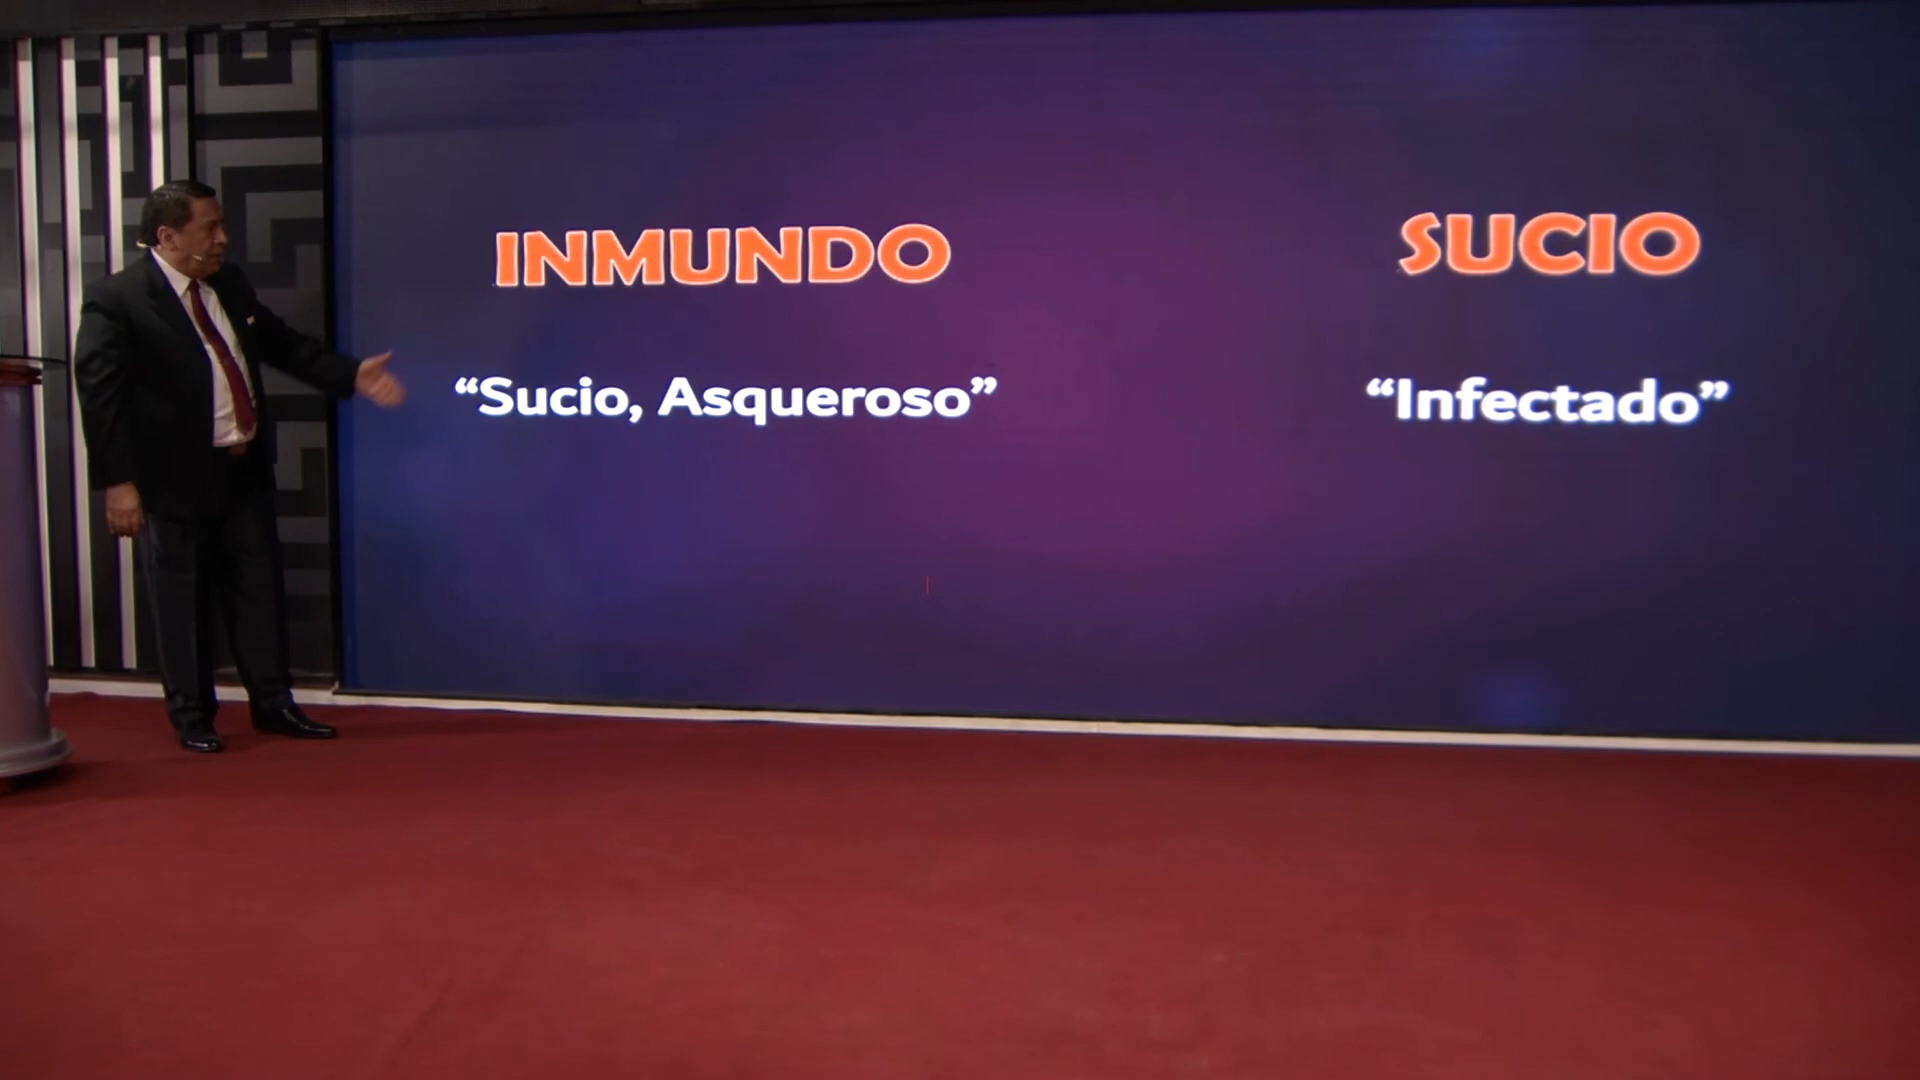 INMUNDO
SUCIO
“Sucio, Asqueroso”
“Infectado”